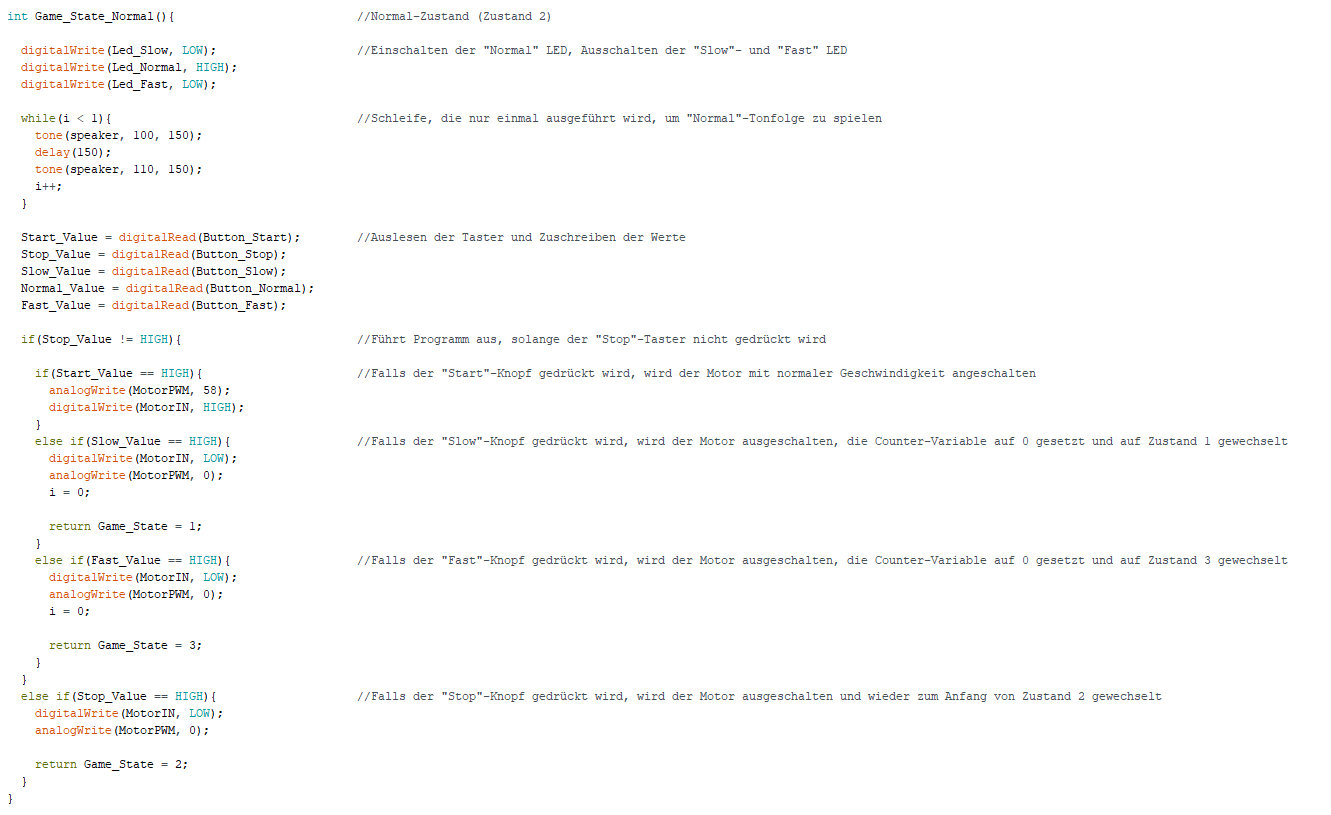 int Game_State_Normal(){ //Normal-Zustand (Zustand 2)
digitalWrite(Led_Slow, LOW); //Einschalten der "Normal" LED, Ausschalten der "Slow"- und "Fast" LED
digitalWrite(Led_Normal, HIGH);
digitalWrite(Led_Fast, LOW);
while(i < 1){ //Schleife, die nur einmal ausgeführt wird, um "Normal"-Tonfolge zu spielen
tone(speaker, 100, 150);
delay(150);
tone(speaker, 110, 150);
i++;
}
Start_Value = digitalRead(Button_Start); //Auslesen der Taster und Zuschreiben der Werte
Stop_Value = digitalRead(Button_Stop);
Slow_Value = digitalRead(Button_Slow);
Normal_Value = digitalRead(Button_Normal);
Fast_Value = digitalRead(Button_Fast);
if(Stop_Value != HIGH){ //Führt Programm aus, solange der "Stop"-Taster nicht gedrückt wird
if(Start_Value == HIGH){ //Falls der "Start"-Knopf gedrückt wird, wird der Motor mit normaler Geschwindigkeit angeschalten
analogWrite(MotorPWM, 58);
digitalWrite(MotorIN, HIGH);
}
else if(Slow_Value == HIGH){ //Falls der "Slow"-Knopf gedrückt wird, wird der Motor ausgeschalten, die Counter-Variable auf 0 gesetzt und auf Zustand 1 gewechselt
digitalWrite(MotorIN, LOW);
analogWrite(MotorPWM, 0);
i = 0;
return Game_State = 1;
}
else if(Fast_Value == HIGH){ //Falls der "Fast"-Knopf gedrückt wird, wird der Motor ausgeschalten, die Counter-Variable auf 0 gesetzt und auf Zustand 3 gewechselt
digitalWrite(MotorIN, LOW);
analogWrite(MotorPWM, 0);
i = 0;
return Game_State = 3;
}
}
else if(Stop_Value == HIGH){ //Falls der "Stop"-Knopf gedrückt wird, wird der Motor ausgeschalten und wieder zum Anfang von Zustand 2 gewechselt
digitalWrite(MotorIN, LOW);
analogWrite(MotorPWM, 0);
return Game_State = 2;
}
}